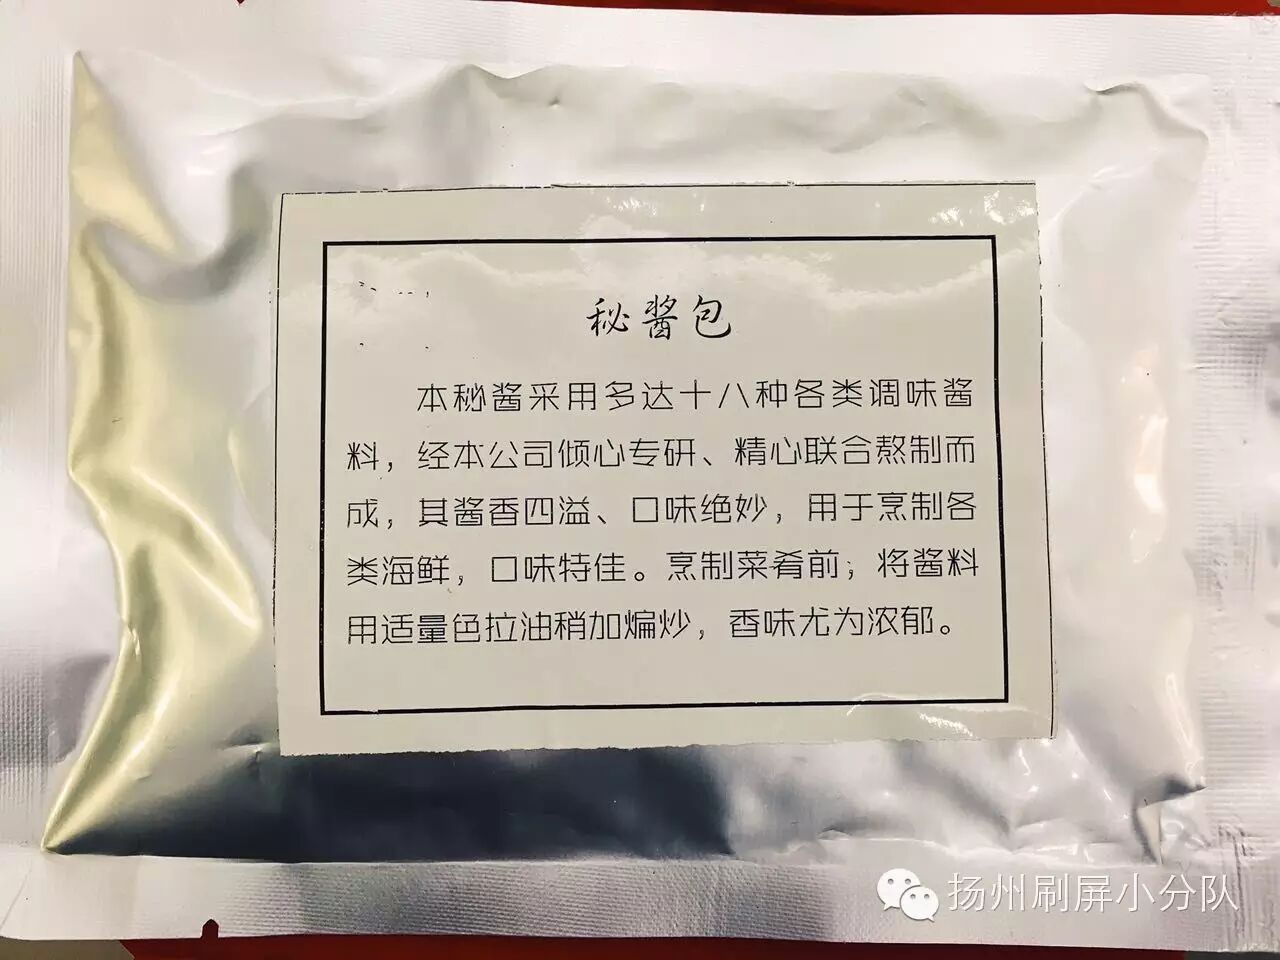 秘酱包
本秘酱采用多达十八种各类调味酱
料，经本公司倾心专研、精心联合熬制而
成，其酱香四溢、口味绝妙，用于烹制各
类海鲜，口味特佳。烹制菜肴前，将酱料
用适量色拉油稍加煸炒，香味尤为浓郁。
扬州刷屏小分队